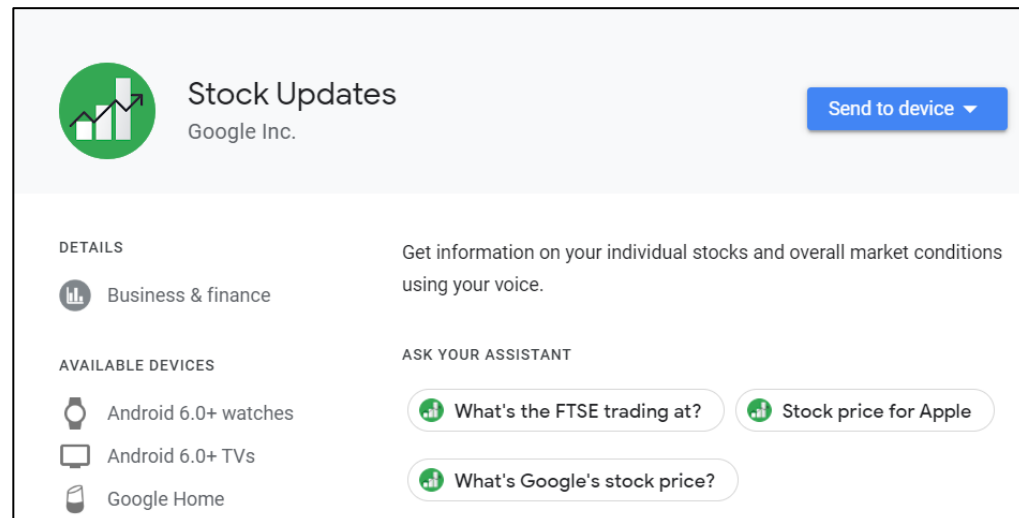 Stock Updates
Google Inc.
Send to device
DETAILS
Business & finance
AVAILABLE DEVICES
Android 6.0+ watches
Android 6.0+ TVs
Google Home
Get information on your individual stocks and overall market conditions
using your voice.
ASK YOUR ASSISTANT
What's the FTSE trading at?
Stock price for Apple
What's Google's stock price?